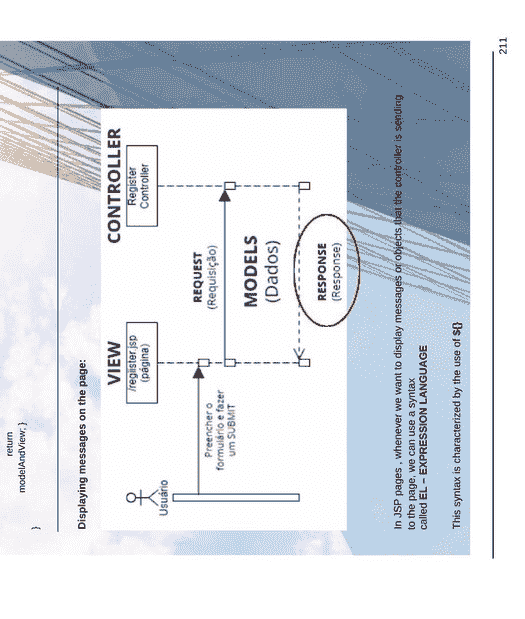 return
modelAndView; }
}
Displaying messages on the page:
VIEW
CONTROLLER
/register.jsp
(página)
Register
Controller
Usuário
Preencher o
formulário e fazer
um SUBMIT
REQUEST
(Requisição)
MODELS
(Dados)
RESPONSE
(Response)
In JSP pages , whenever we want to display messages or objects that the controller is sending
to the page, we can use a syntax
called EL – EXPRESSION LANGUAGE
This syntax is characterized by the use of ${}
211